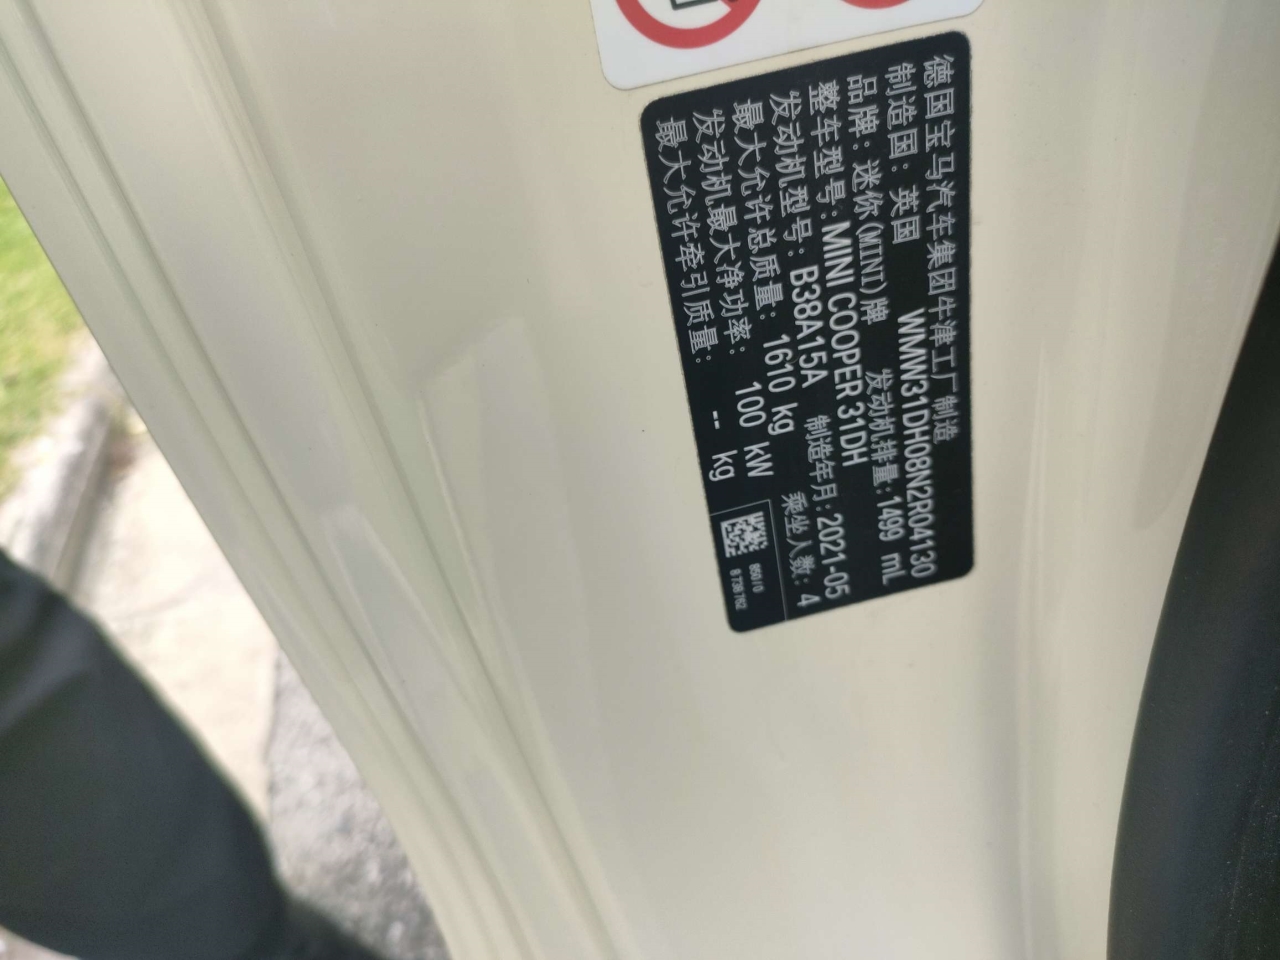 德国宝马汽车集团牛津工厂制造
制造国: 英国 WMW31DH08N2R04130
品牌: 迷你(MINI)牌 发动机排量:1499 mL
整车型号: MINI COOPER 31DH 制造年月: 2021-05
发动机型号: B38A15A 乘坐人数: 4
最大允许总质量: 1610 kg
发动机最大净功率: 100 kW
最大允许牵引质量: -- kg
8 736 762